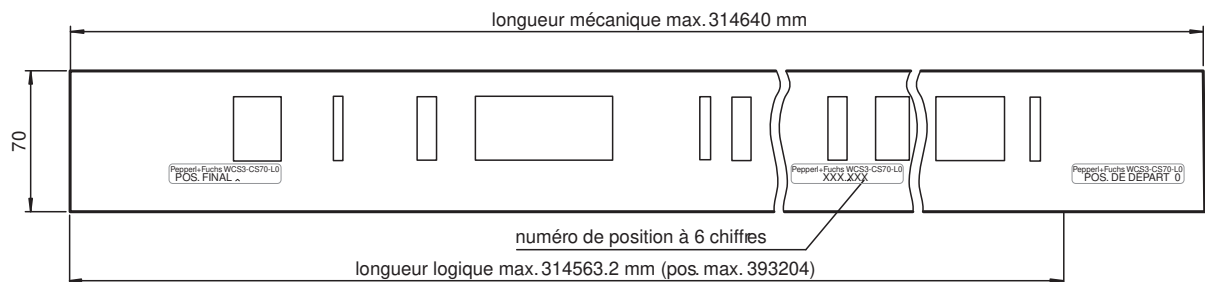 longueur mécanique max. 314640 mm
70
Pepperl+Fuchs WCS3-CS70-L0
POS. FINAL
Pepperl+Fuchs WCS3-CS70-L0
XXX.XXX
Pepperl+Fuchs WCS3-CS70-L0
POS. DE DEPART 0
numéro de position à 6 chiffres
longueur logique max. 314563.2 mm (pos. max. 393204)